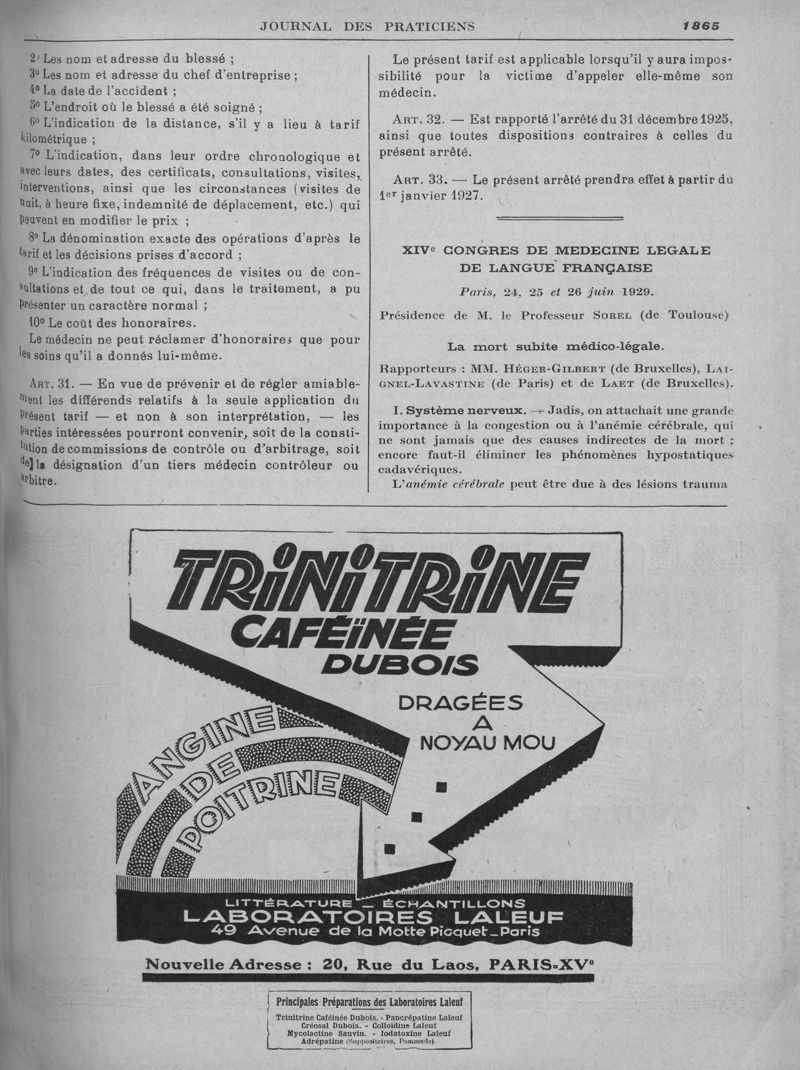 JOURNAL DES PRATICIENS 1865
2° Les nom et adresse du blessé ;
3° Les nom et adresse du chef d'entreprise ;
4° La date de l'accident ;
5° L'endroit où le blessé a été soigné ;
6° L'indication de la distance, s'il y a lieu à tarif
kilométrique ;
7° L'indication, dans leur ordre chronologique et
avec leurs dates, des certificats, consultations, visites,
interventions, ainsi que les circonstances (visites de
nuit, à heure fixe, indemnité de déplacement, etc.) qui
peuvent en modifier le prix ;
8° La dénomination exacte des opérations d'après le
tarif et les décisions prises d'accord ;
9° L'indication des fréquences de visites ou de con-
sultations et de tout ce qui, dans le traitement, a pu
présenter un caractère normal ;
10° Le coût des honoraires.
Le médecin ne peut réclamer d'honoraires que pour
les soins qu'il a donnés lui-même.
ART. 31. — En vue de prévenir et de régler amiable-
ment les différends relatifs à la seule application du
présent tarif — et non à son interprétation, — les
parties intéressées pourront convenir, soit de la consti-
tution de commissions de contrôle ou d'arbitrage, soit
de la désignation d'un tiers médecin contrôleur ou
arbitre.
Le présent tarif est applicable lorsqu'il y aura impos-
sibilité pour la victime d'appeler elle-même son
médecin.
ART. 32. — Est rapporté l'arrêté du 31 décembre 1925,
ainsi que toutes dispositions contraires à celles du
présent arrêté.
ART. 33. — Le présent arrêté prendra effet à partir du
1er janvier 1927.
XIVe CONGRES DE MEDECINE LEGALE
DE LANGUE FRANÇAISE
Paris, 24, 25 et 26 juin 1929.
Présidence de M. le Professeur SOREL (de Toulouse)
La mort subite médico-légale.
Rapporteurs : MM. HÉGER-GILBERT (de Bruxelles), LAI-
GNEL-LAVASTINE (de Paris) et de LAET (de Bruxelles).
I. Système nerveux. — Jadis, on attachait une grande
importance à la congestion ou à l'anémie cérébrale, qui
ne sont jamais que des causes indirectes de la mort ;
encore faut-il éliminer les phénomènes hypostatiques
cadavériques.
L'anémie cérébrale peut être due à des lésions trauma
TRINITRINE
CAFÉINÉE
DUBOIS
DRAGÉES
A
NOYAU MOU
ANGINE
DE
POITRINE
LITTÉRATURE _ ÉCHANTILLONS
LABORATOIRES LALEUF
49 Avenue de la Motte Picquet_Paris
Nouvelle Adresse : 20, Rue du Laos, PARIS=XVe
Principales Préparations des Laboratoires Laleuf
Trinitrine Caféinée Dubois. - Pancrépatine Laleuf
Créosal Dubois. - Colloïdine Laleuf
Mycolactine Sauvin. - Iodatoxine Laleuf
Adrépatine (Suppositoires, Pommade).